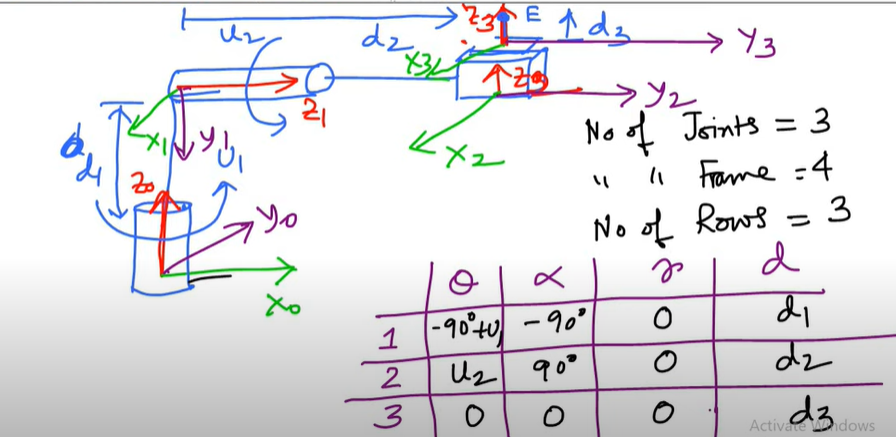 Z3 E d3
u2 d2 X3 Y3
Z1 Y2
X1 Y1 X2
d1 U1
Z0 Y0
X0
No of Joints = 3
" " Frame = 4
No of Rows = 3
θ α r d
1 -90°+U1 -90° 0 d1
2 U2 90° 0 d2
3 0 0 0 d3
Activate Windows